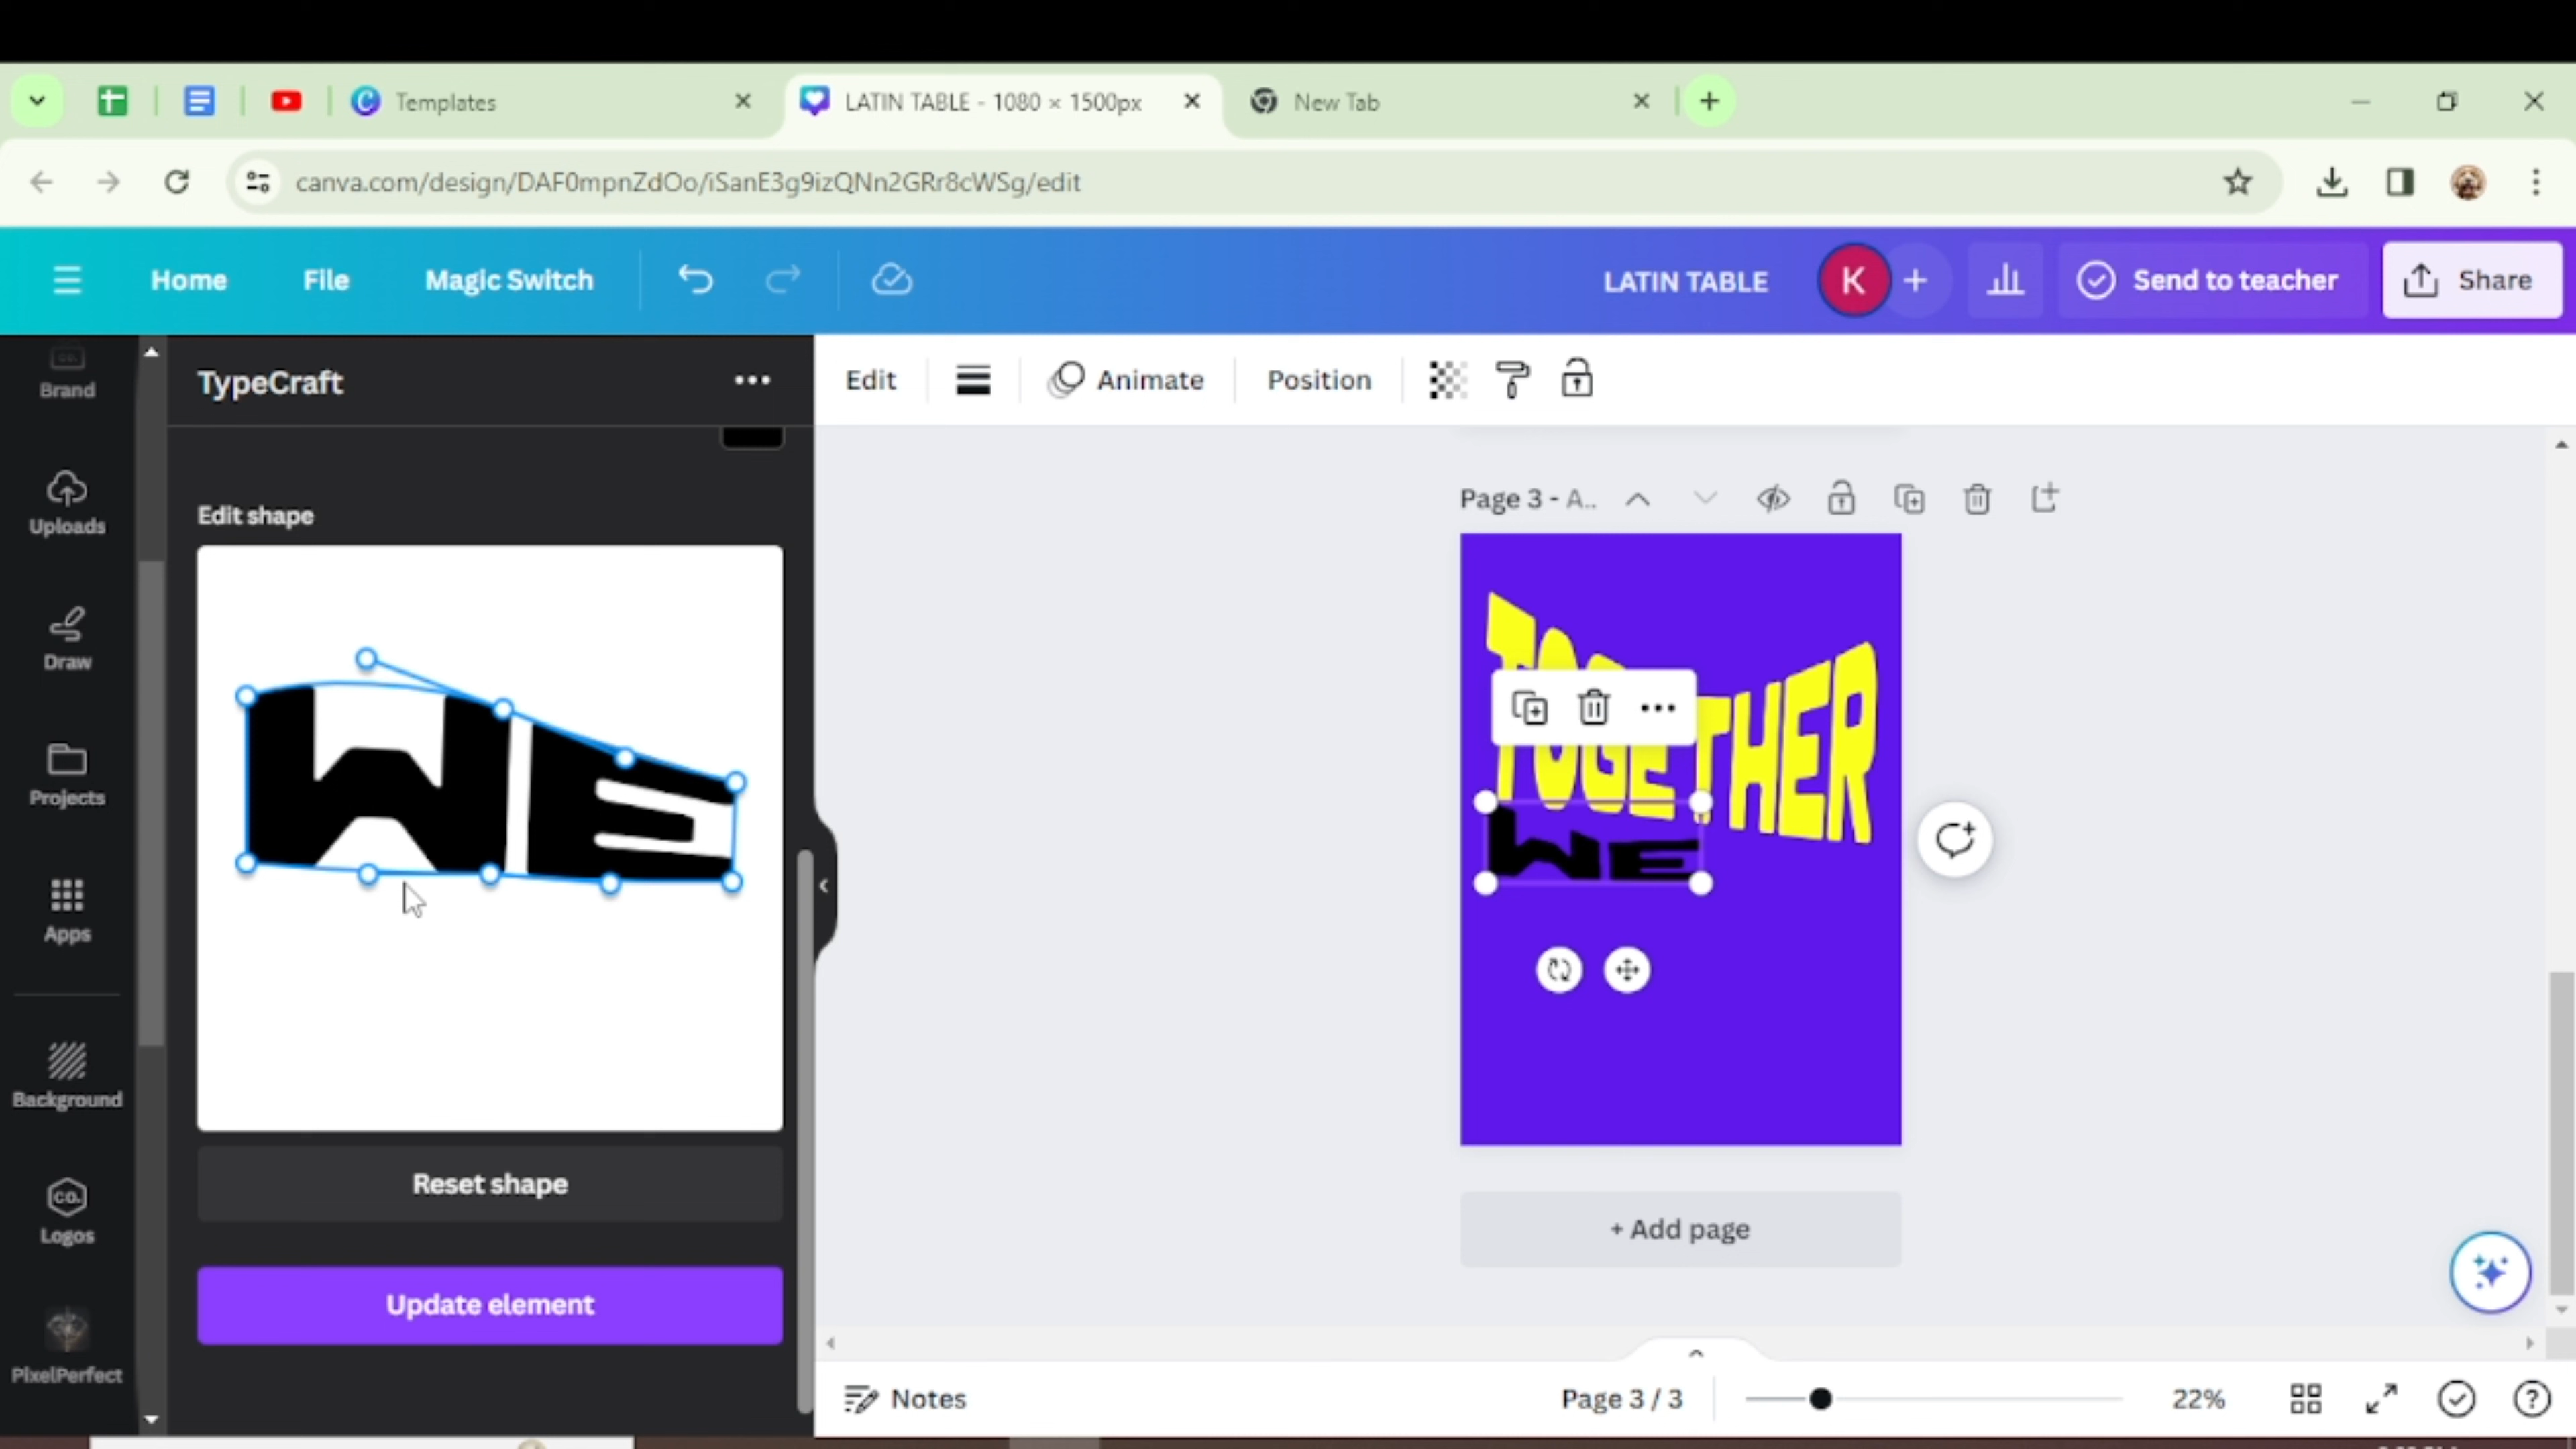 Templates
LATIN TABLE - 1080 × 1500px
New Tab
canva.com/design/DAF0mpnZdOo/iSanE3g9izQNn2GRr8cWSg/edit
Home
File
Magic Switch
LATIN TABLE
K
Send to teacher
Share
Brand
Uploads
Draw
Projects
Apps
Background
Logos
PixelPerfect
TypeCraft
Edit shape
WE
Reset shape
Update element
Edit
Animate
Position
Page 3 - A..
TOGETHER
WE
+ Add page
Notes
Page 3 / 3
22%